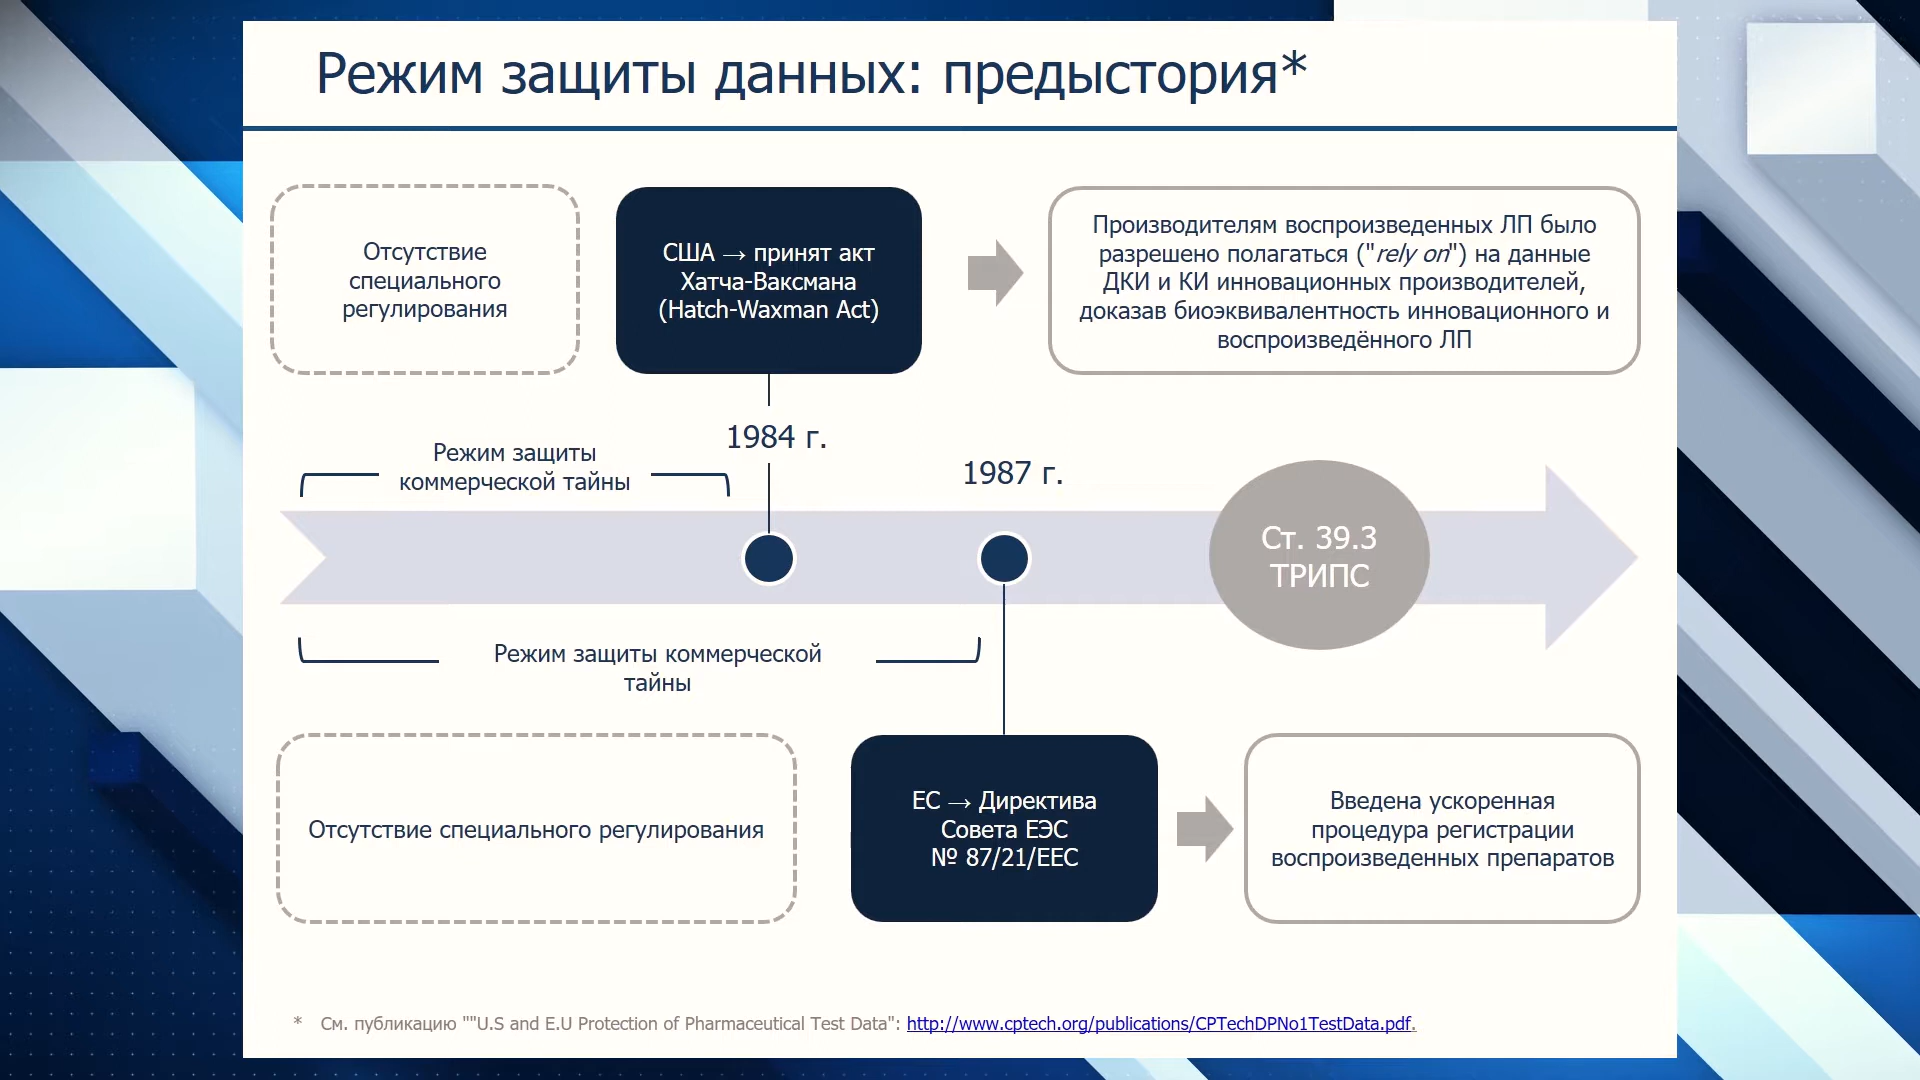 Режим защиты данных: предыстория*
Отсутствие
специального
регулирования
США → принят акт
Хатча-Ваксмана
(Hatch-Waxman Act)
Производителям воспроизведенных ЛП было
разрешено полагаться ("rely on") на данные
ДКИ и КИ инновационных производителей,
доказав биоэквивалентность инновационного и
воспроизведённого ЛП
1984 г.
Режим защиты
коммерческой тайны
1987 г.
Ст. 39.3
ТРИПС
Режим защиты коммерческой
тайны
Отсутствие специального регулирования
ЕС → Директива
Совета ЕЭС
№ 87/21/EEC
Введена ускоренная
процедура регистрации
воспроизведенных препаратов
* См. публикацию ""U.S and E.U Protection of Pharmaceutical Test Data": http://www.cptech.org/publications/CPTechDPNo1TestData.pdf.